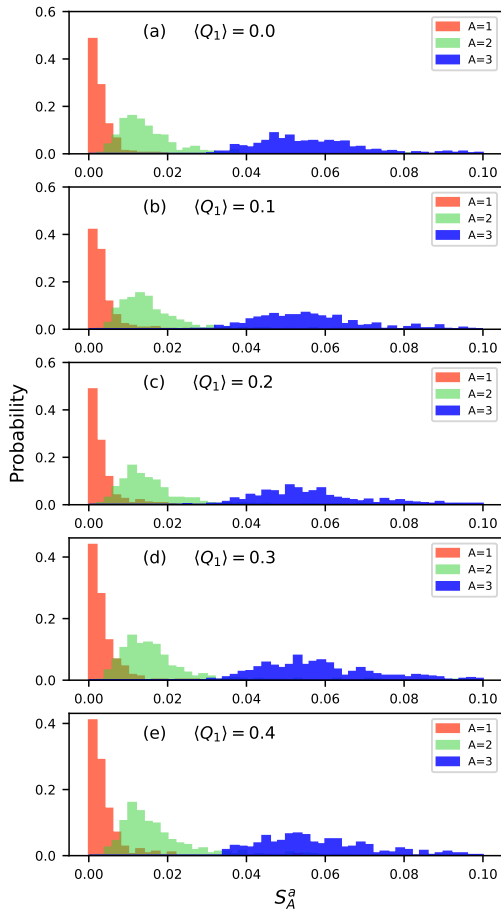 0.6
(a) ⟨Q₁⟩ = 0.0
A=1
A=2
A=3
0.4
0.2
0.0
0.00 0.02 0.04 0.06 0.08 0.10
0.6
(b) ⟨Q₁⟩ = 0.1
A=1
A=2
A=3
0.4
0.2
0.0
0.00 0.02 0.04 0.06 0.08 0.10
0.6
(c) ⟨Q₁⟩ = 0.2
A=1
A=2
A=3
0.4
0.2
0.0
0.00 0.02 0.04 0.06 0.08 0.10
Probability
(d) ⟨Q₁⟩ = 0.3
A=1
A=2
A=3
0.4
0.2
0.0
0.00 0.02 0.04 0.06 0.08 0.10
(e) ⟨Q₁⟩ = 0.4
A=1
A=2
A=3
0.4
0.2
0.0
0.00 0.02 0.04 0.06 0.08 0.10
S_A^a